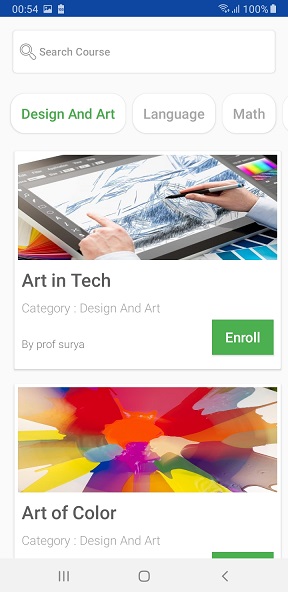 00:54 100%
Search Course
Design And Art Language Math
Art in Tech
Category : Design And Art
By prof surya
Enroll
Art of Color
Category : Design And Art